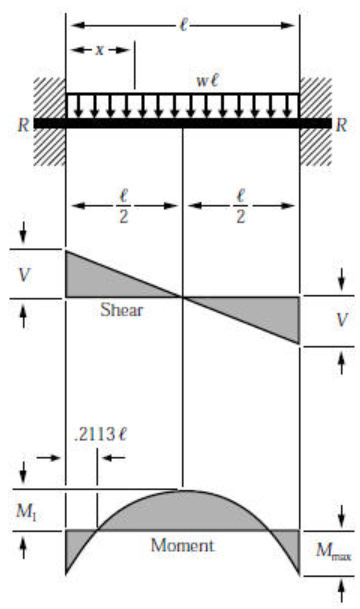 ℓ
x
wℓ
R R
ℓ/2 ℓ/2
V
Shear
V
.2113 ℓ
M₁
Moment
Mmax